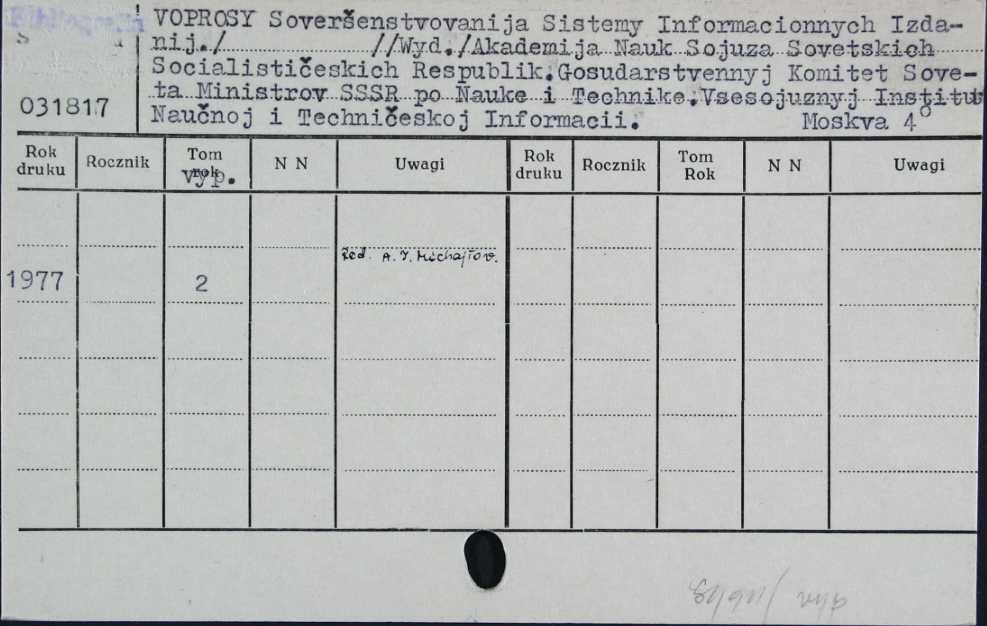 VOPROSY Soveršenstvovanija Sistemy Informacionnych Izda-
nij./ //Wyd./Akademija Nauk Sojuza Sovetskich
Socialističeskich Respublik.Gosudarstvennyj Komitet Sove-
ta Ministrov SSSR po Nauke i Technike.Vsesojuznyj Institut
Naučnoj i Techničeskoj Informacii. Moskva 4°
031817
Rok druku Rocznik Tom rok vyp. N N Uwagi Rok druku Rocznik Tom Rok N N Uwagi
Red. A. I. Michajłov.
1977 2